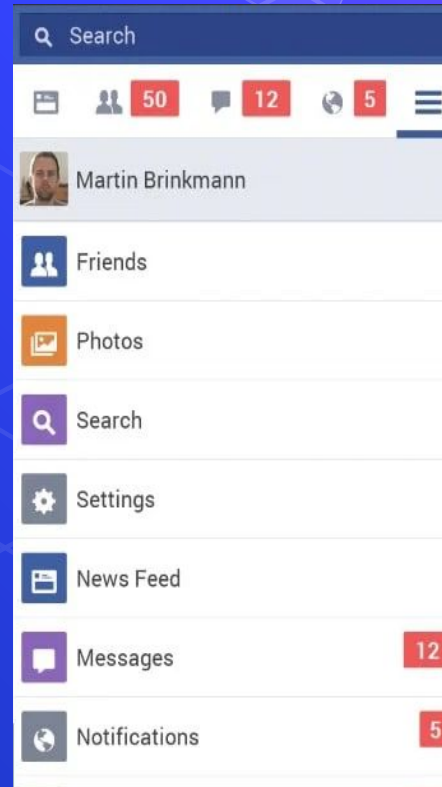 Search
50 12 5
Martin Brinkmann
Friends
Photos
Search
Settings
News Feed
Messages 12
Notifications 5